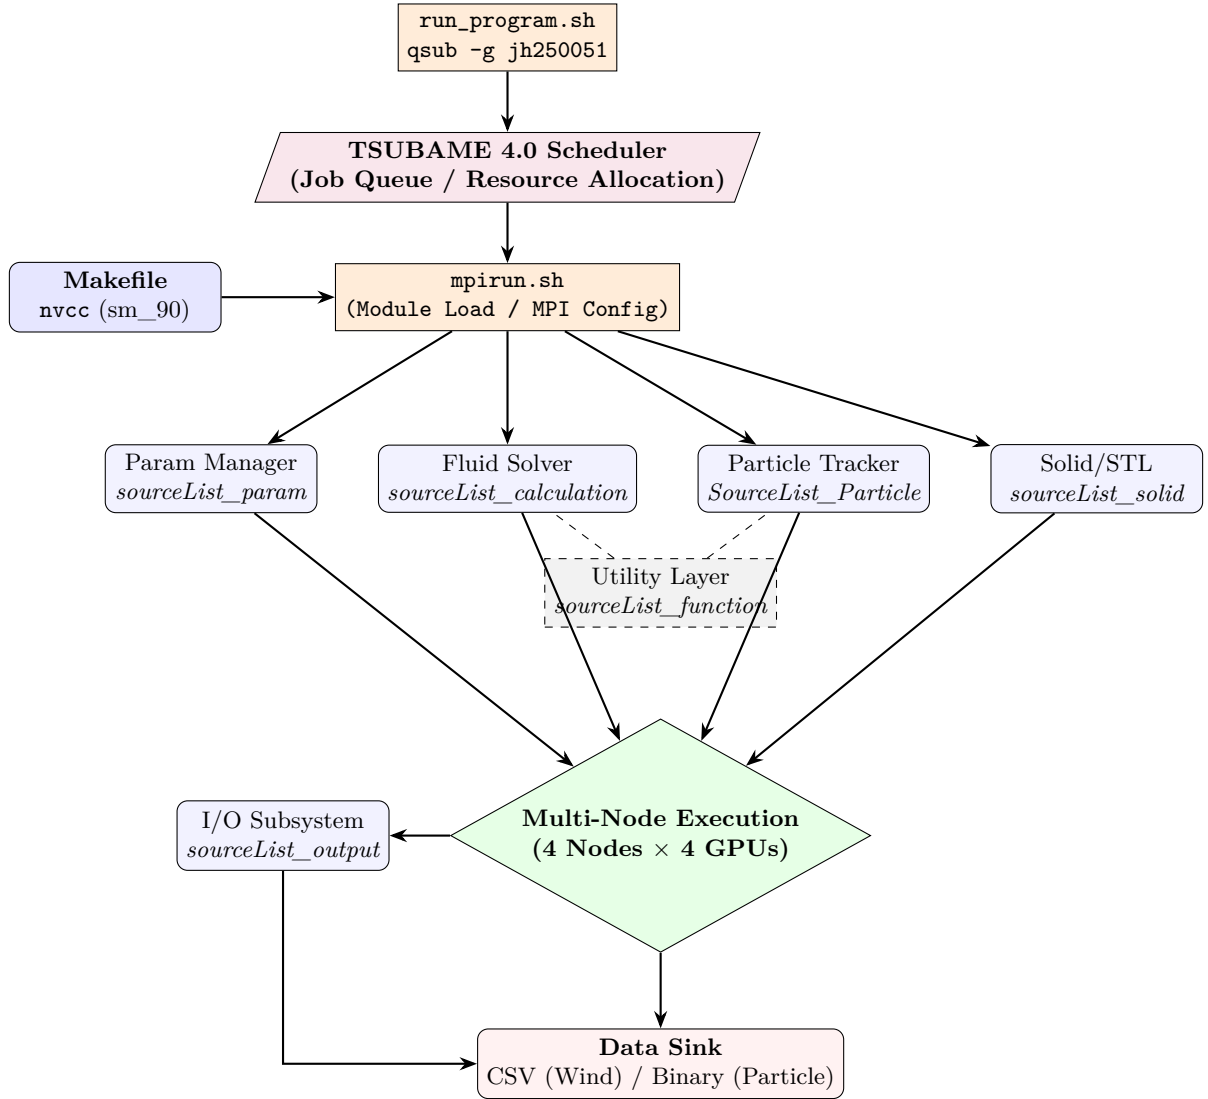 run_program.sh
qsub -g jh250051
TSUBAME 4.0 Scheduler
(Job Queue / Resource Allocation)
Makefile
nvcc (sm_90)
mpirun.sh
(Module Load / MPI Config)
Param Manager
sourceList_param
Fluid Solver
sourceList_calculation
Particle Tracker
SourceList_Particle
Solid/STL
sourceList_solid
Utility Layer
sourceList_function
Multi-Node Execution
(4 Nodes × 4 GPUs)
I/O Subsystem
sourceList_output
Data Sink
CSV (Wind) / Binary (Particle)